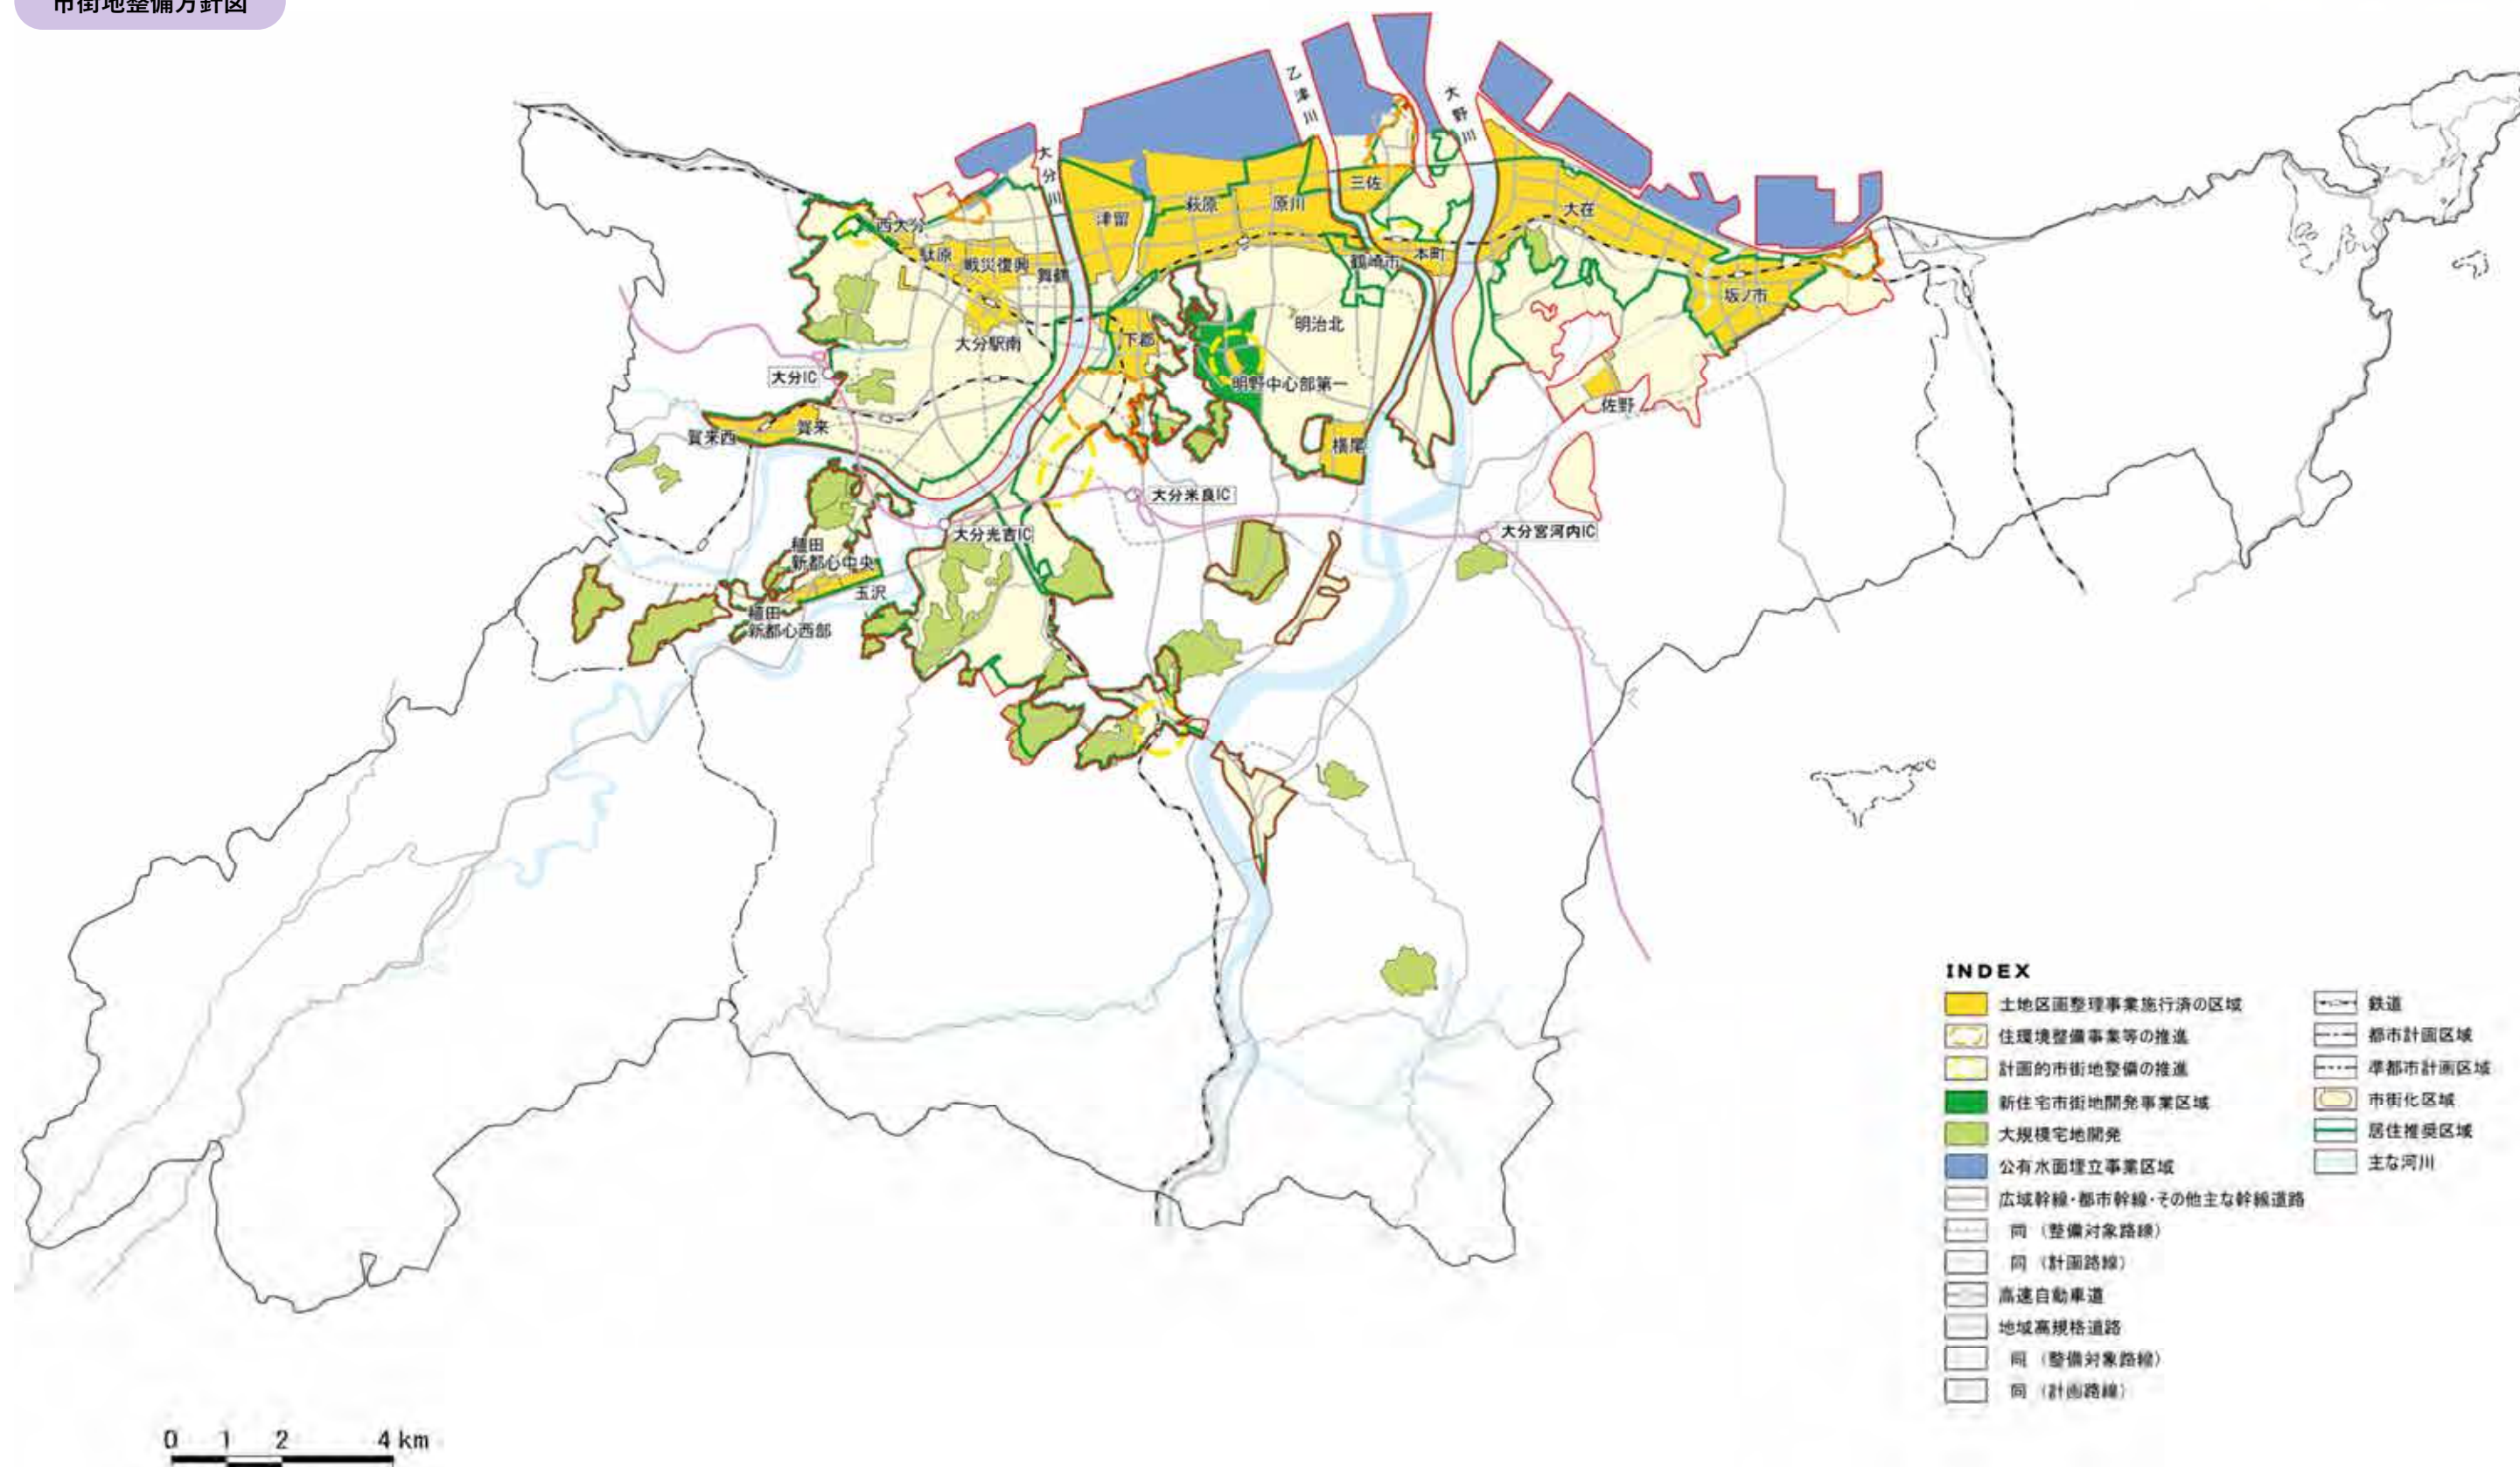 市街地整備方針図
乙津川
大野川
大分川
三佐
西大分
津留
萩原
原川
大在
駄原
戦災復興
舞鶴
鶴崎市
本町
坂ノ市
明治北
大分駅南
下郡
大分IC
明野中心部第一
佐野
賀来西
賀来
横尾
大分米良IC
大分光吉IC
大分宮河内IC
稙田
新都心中央
玉沢
稙田
新都心西部
INDEX
土地区画整理事業施行済の区域
住環境整備事業等の推進
計画的市街地整備の推進
新住宅市街地開発事業区域
大規模宅地開発
公有水面埋立事業区域
広域幹線・都市幹線・その他主な幹線道路
同（整備対象路線）
同（計画路線）
高速自動車道
地域高規格道路
同（整備対象路線）
同（計画路線）
鉄道
都市計画区域
準都市計画区域
市街化区域
居住推奨区域
主な河川
0 1 2 4 km